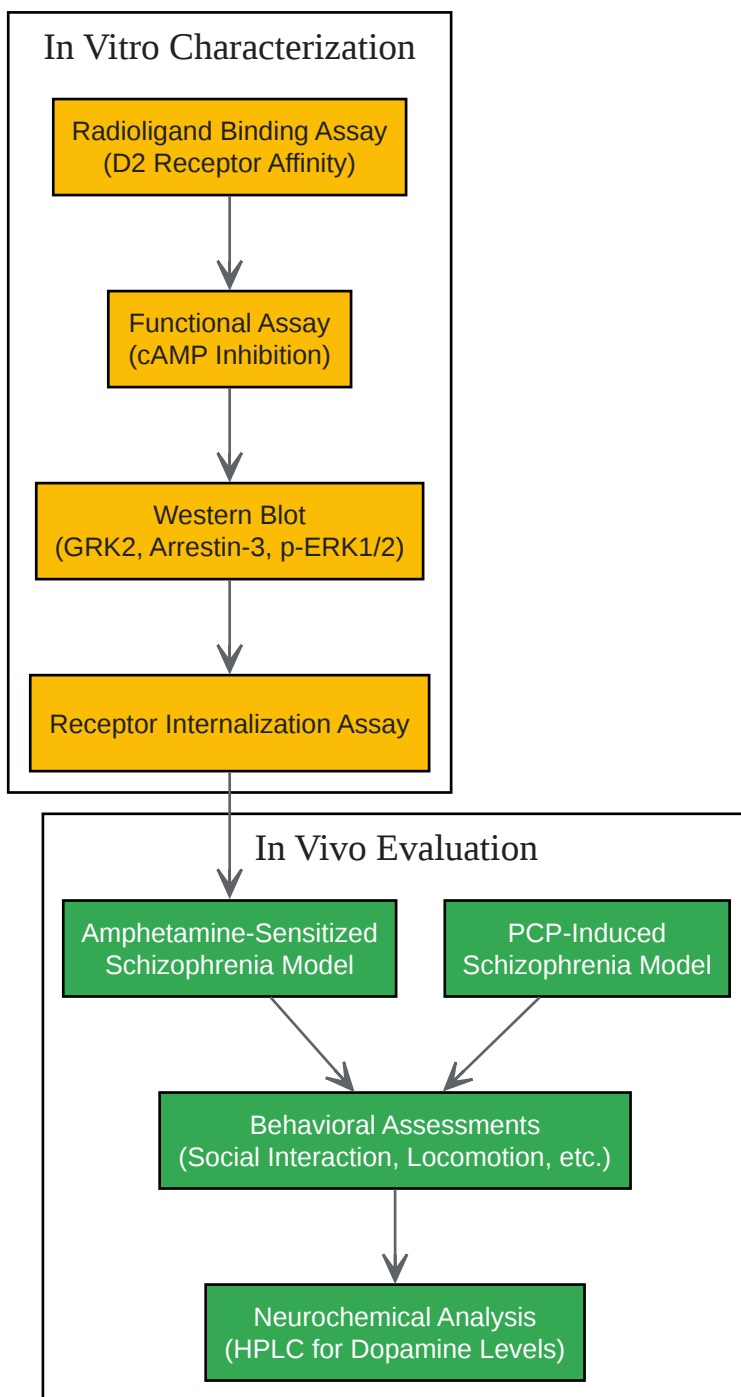 In Vitro Characterization
Radioligand Binding Assay
(D2 Receptor Affinity)
Functional Assay
(cAMP Inhibition)
Western Blot
(GRK2, Arrestin-3, p-ERK1/2)
Receptor Internalization Assay
In Vivo Evaluation
Amphetamine-Sensitized
Schizophrenia Model
PCP-Induced
Schizophrenia Model
Behavioral Assessments
(Social Interaction, Locomotion, etc.)
Neurochemical Analysis
(HPLC for Dopamine Levels)